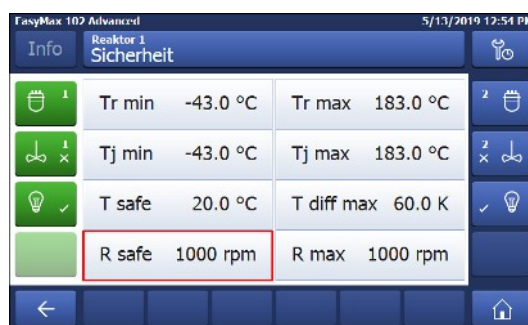 EasyMax 102 Advanced 5/13/2019 12:54 PM
Info Reaktor 1
Sicherheit
1 Tr min -43.0 °C Tr max 183.0 °C 2
1 Tj min -43.0 °C Tj max 183.0 °C 2
T safe 20.0 °C T diff max 60.0 K
R safe 1000 rpm R max 1000 rpm